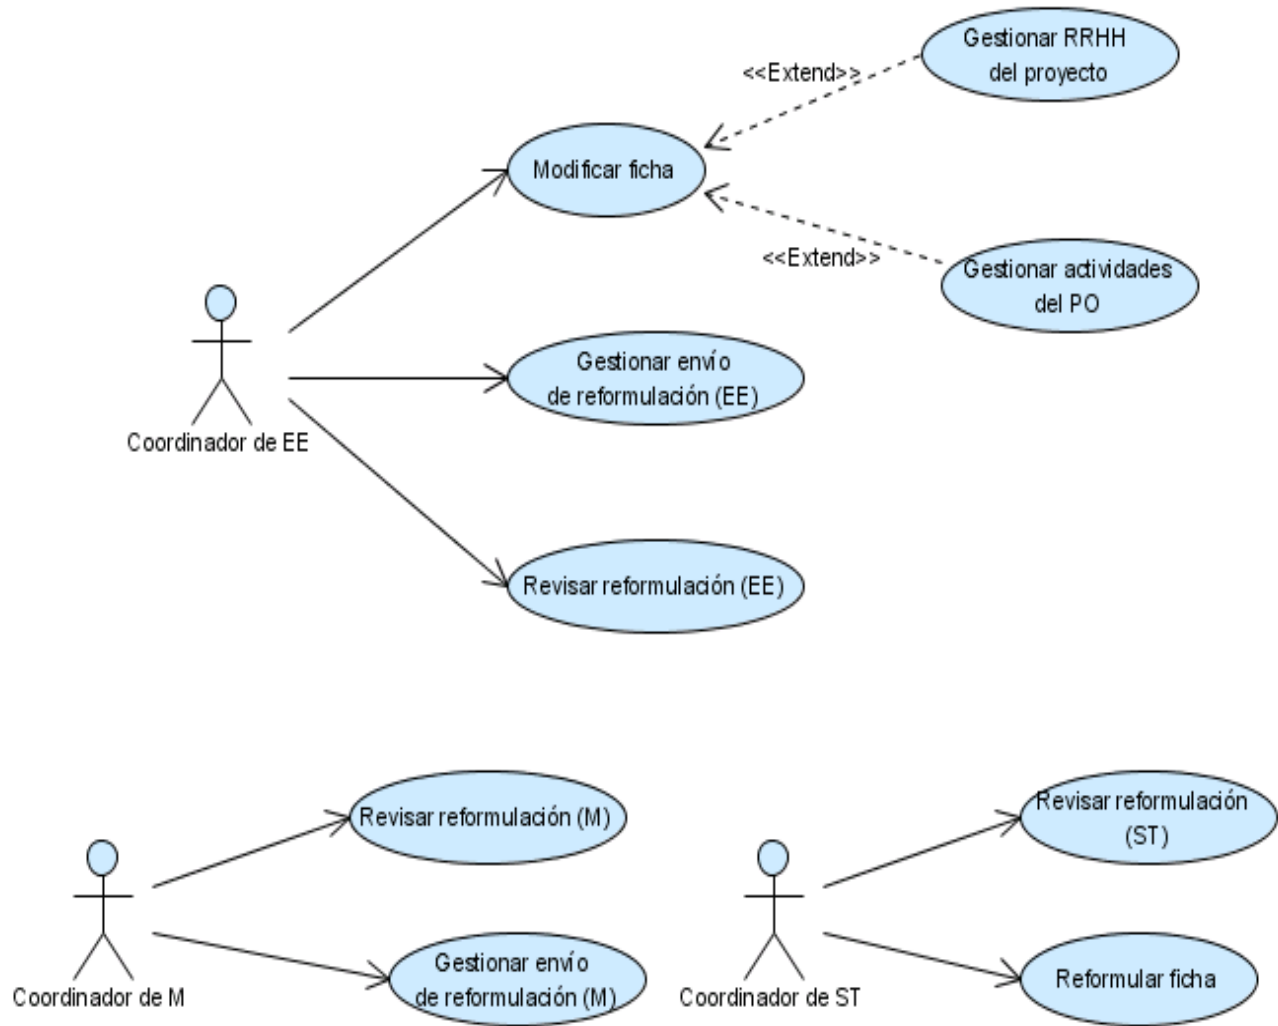 Gestionar RRHH
del proyecto
<<Extend>>
Modificar ficha
<<Extend>>
Gestionar actividades
del PO
Gestionar envío
de reformulación (EE)
Coordinador de EE
Revisar reformulación (EE)
Revisar reformulación (M)
Revisar reformulación
(ST)
Gestionar envío
de reformulación (M)
Coordinador de M
Reformular ficha
Coordinador de ST